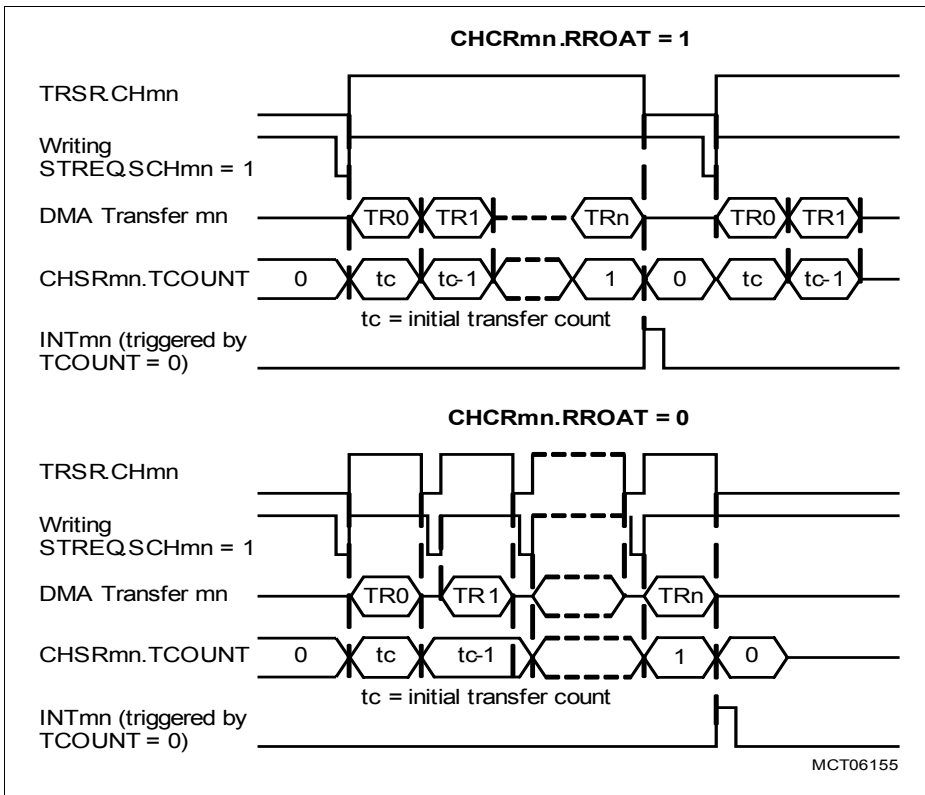 CHCRmn.RROAT = 1
TRSR.CHmn
Writing
STREQ.SCHmn = 1
DMA Transfer mn TR0 TR1 TRn TR0 TR1
CHSRmn.TCOUNT 0 tc tc-1 1 0 tc tc-1
tc = initial transfer count
INTmn (triggered by
TCOUNT = 0)
CHCRmn.RROAT = 0
TRSR.CHmn
Writing
STREQ.SCHmn = 1
DMA Transfer mn TR0 TR1 TRn
CHSRmn.TCOUNT 0 tc tc-1 1 0
tc = initial transfer count
INTmn (triggered by
TCOUNT = 0)
MCT06155